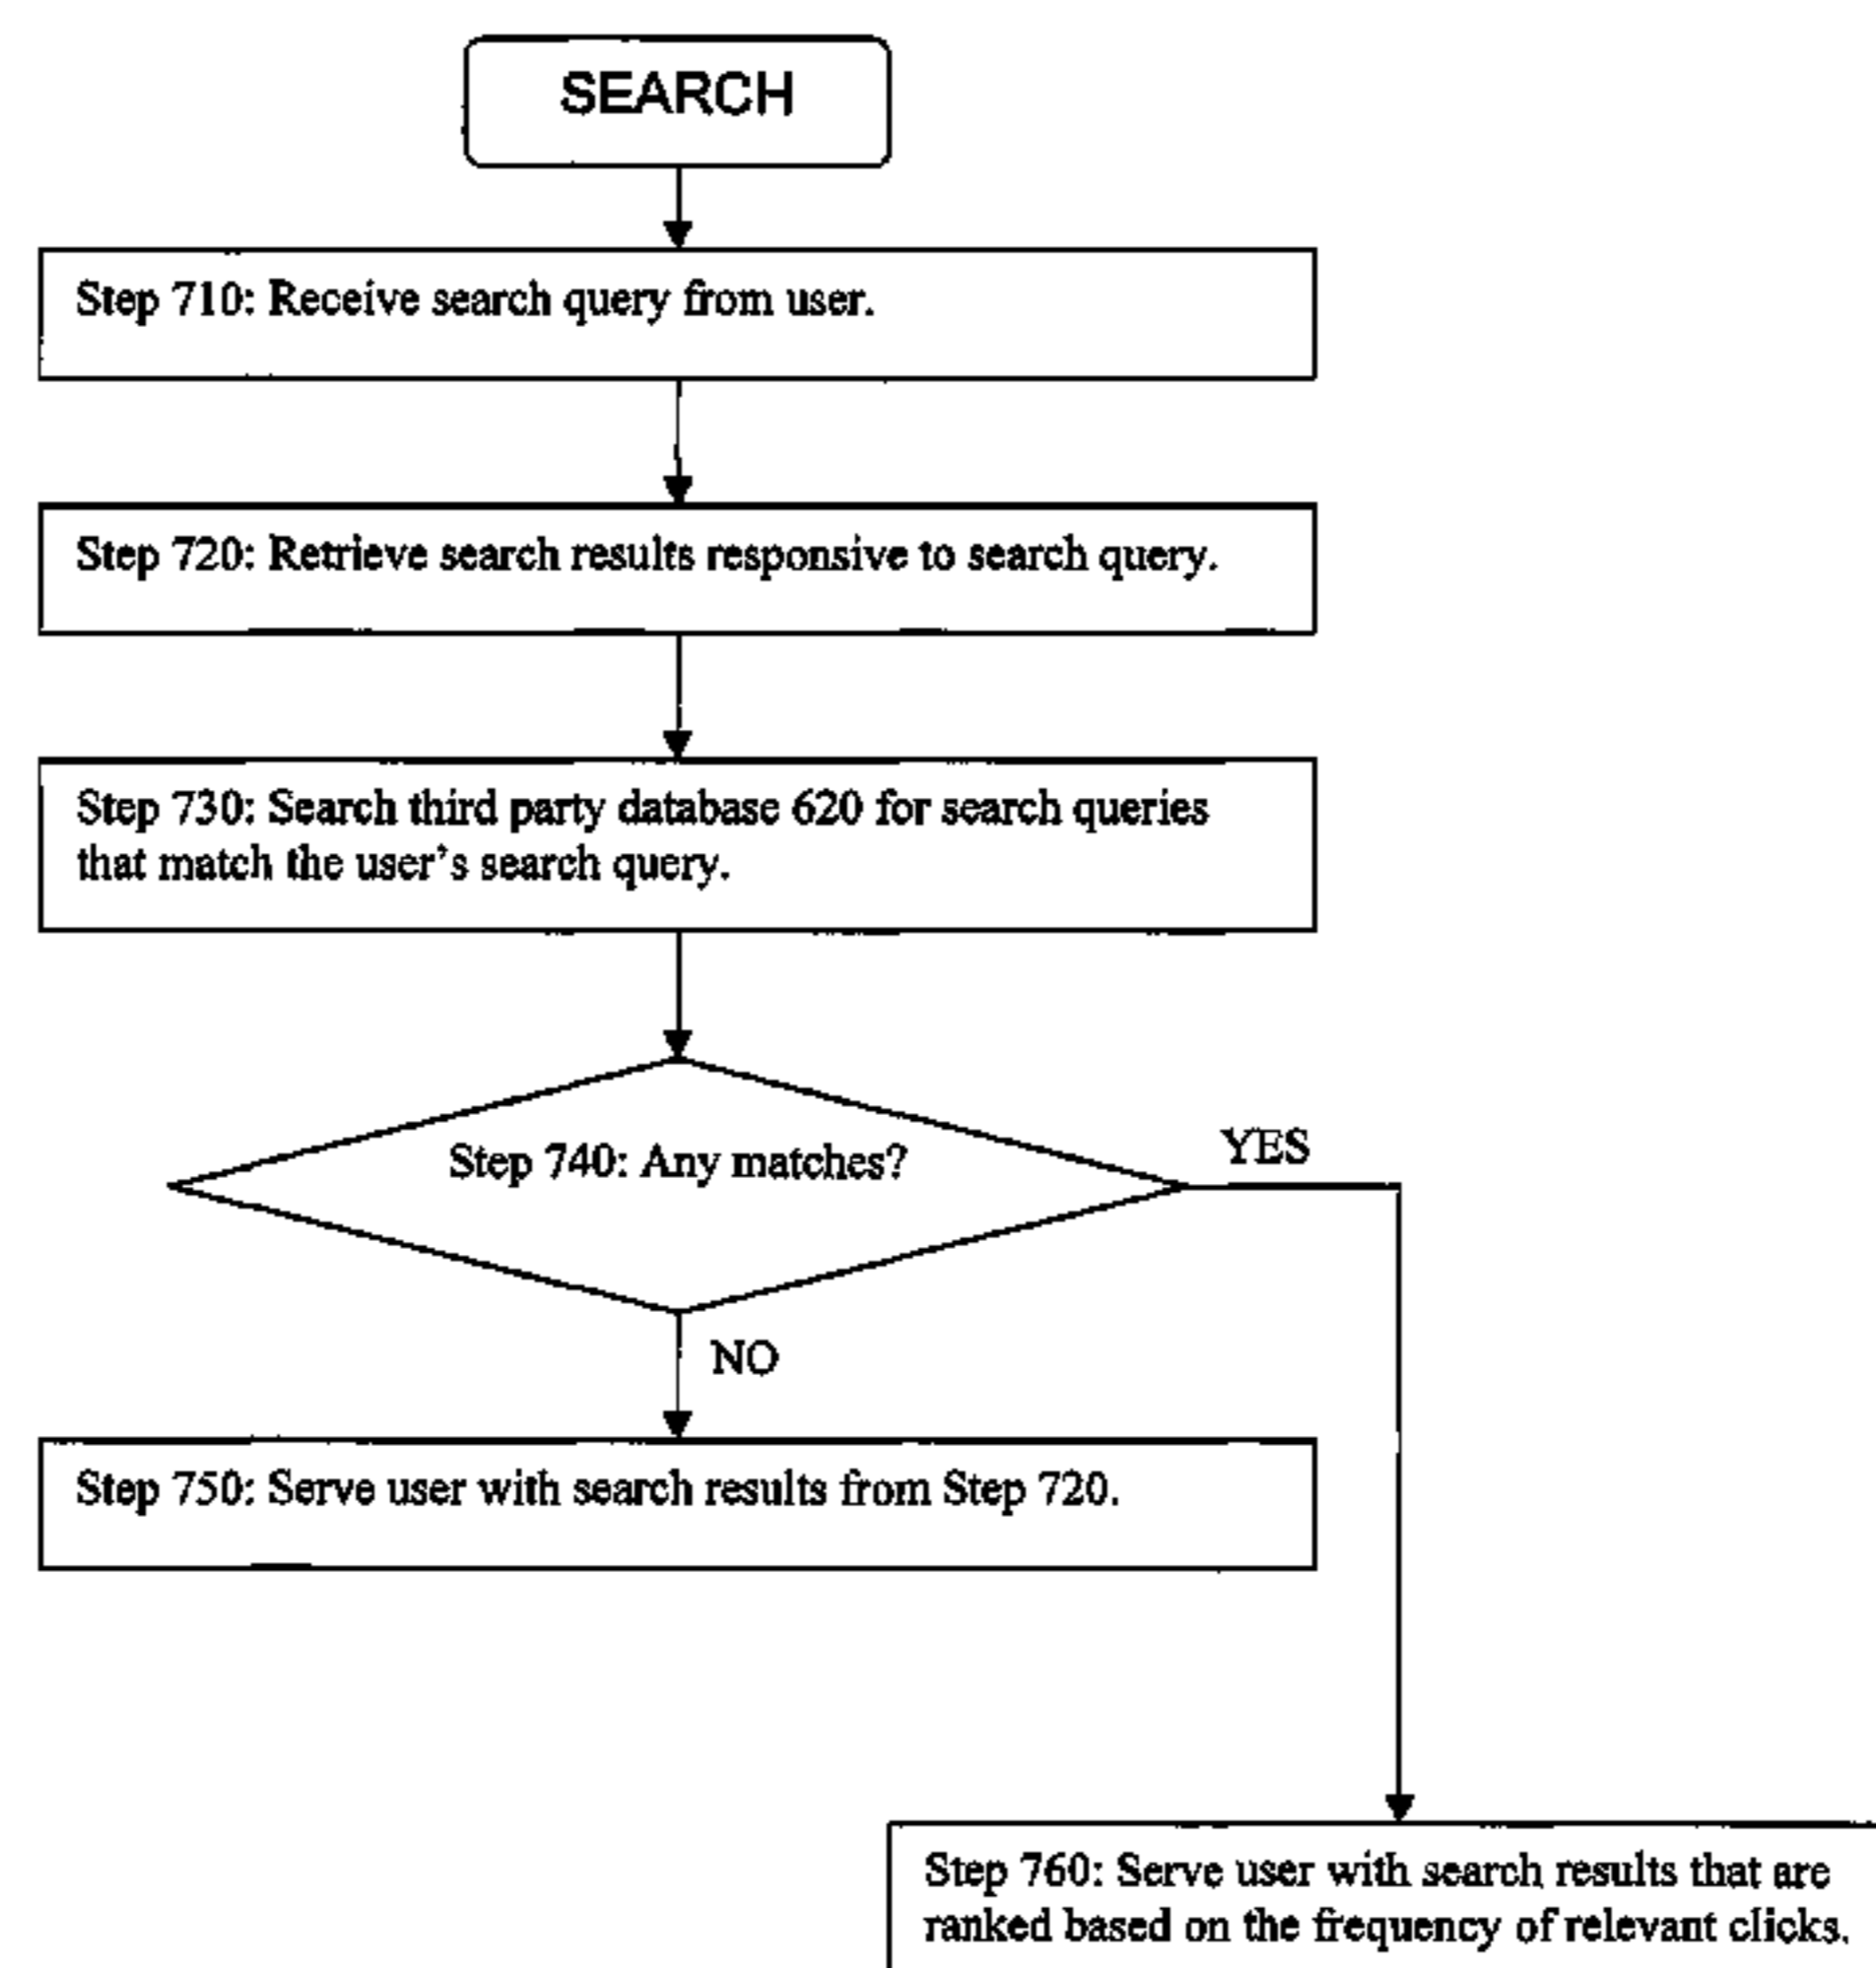 SEARCH
Step 710: Receive search query from user.
Step 720: Retrieve search results responsive to search query.
Step 730: Search third party database 620 for search queries
that match the user's search query.
Step 740: Any matches?
YES
NO
Step 750: Serve user with search results from Step 720.
Step 760: Serve user with search results that are
ranked based on the frequency of relevant clicks.